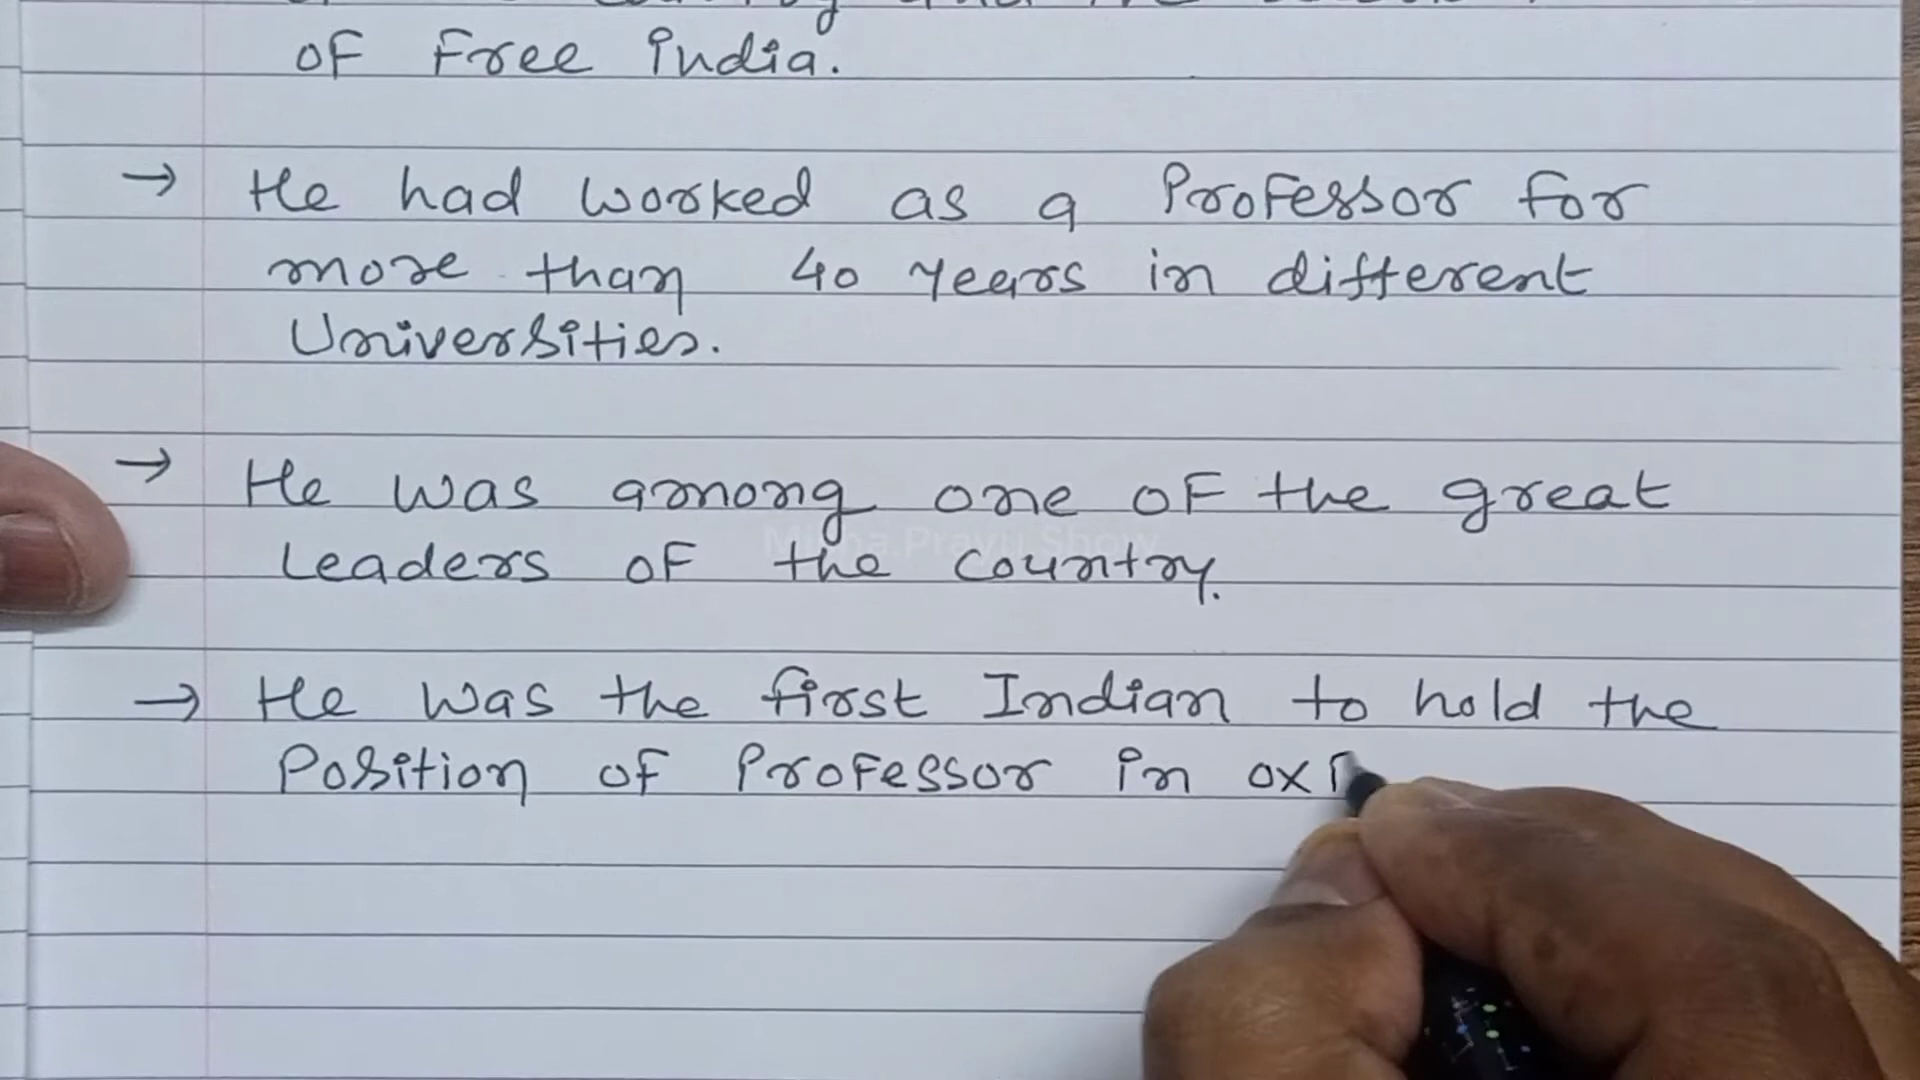 of Free india.
→ He had worked as a Professor for
more than 40 years in different
Universities.
→ He was among one of the great
Leaders of the country.
→ He was the first Indian to hold the
Position of Professor in ox